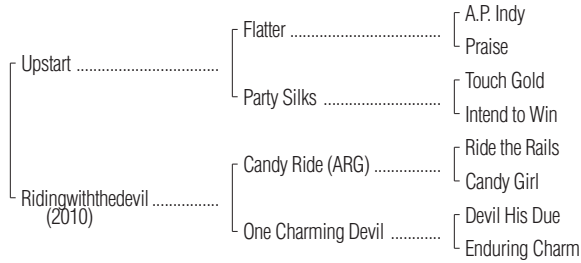 A.P. Indy
Flatter ..............................................
Praise
Upstart ...........................................
Touch Gold
Party Silks ...................................
Intend to Win
Ride the Rails
Candy Ride (ARG) ...................
Candy Girl
Ridingwiththedevil ....................
(2010)
Devil His Due
One Charming Devil ..............
Enduring Charm